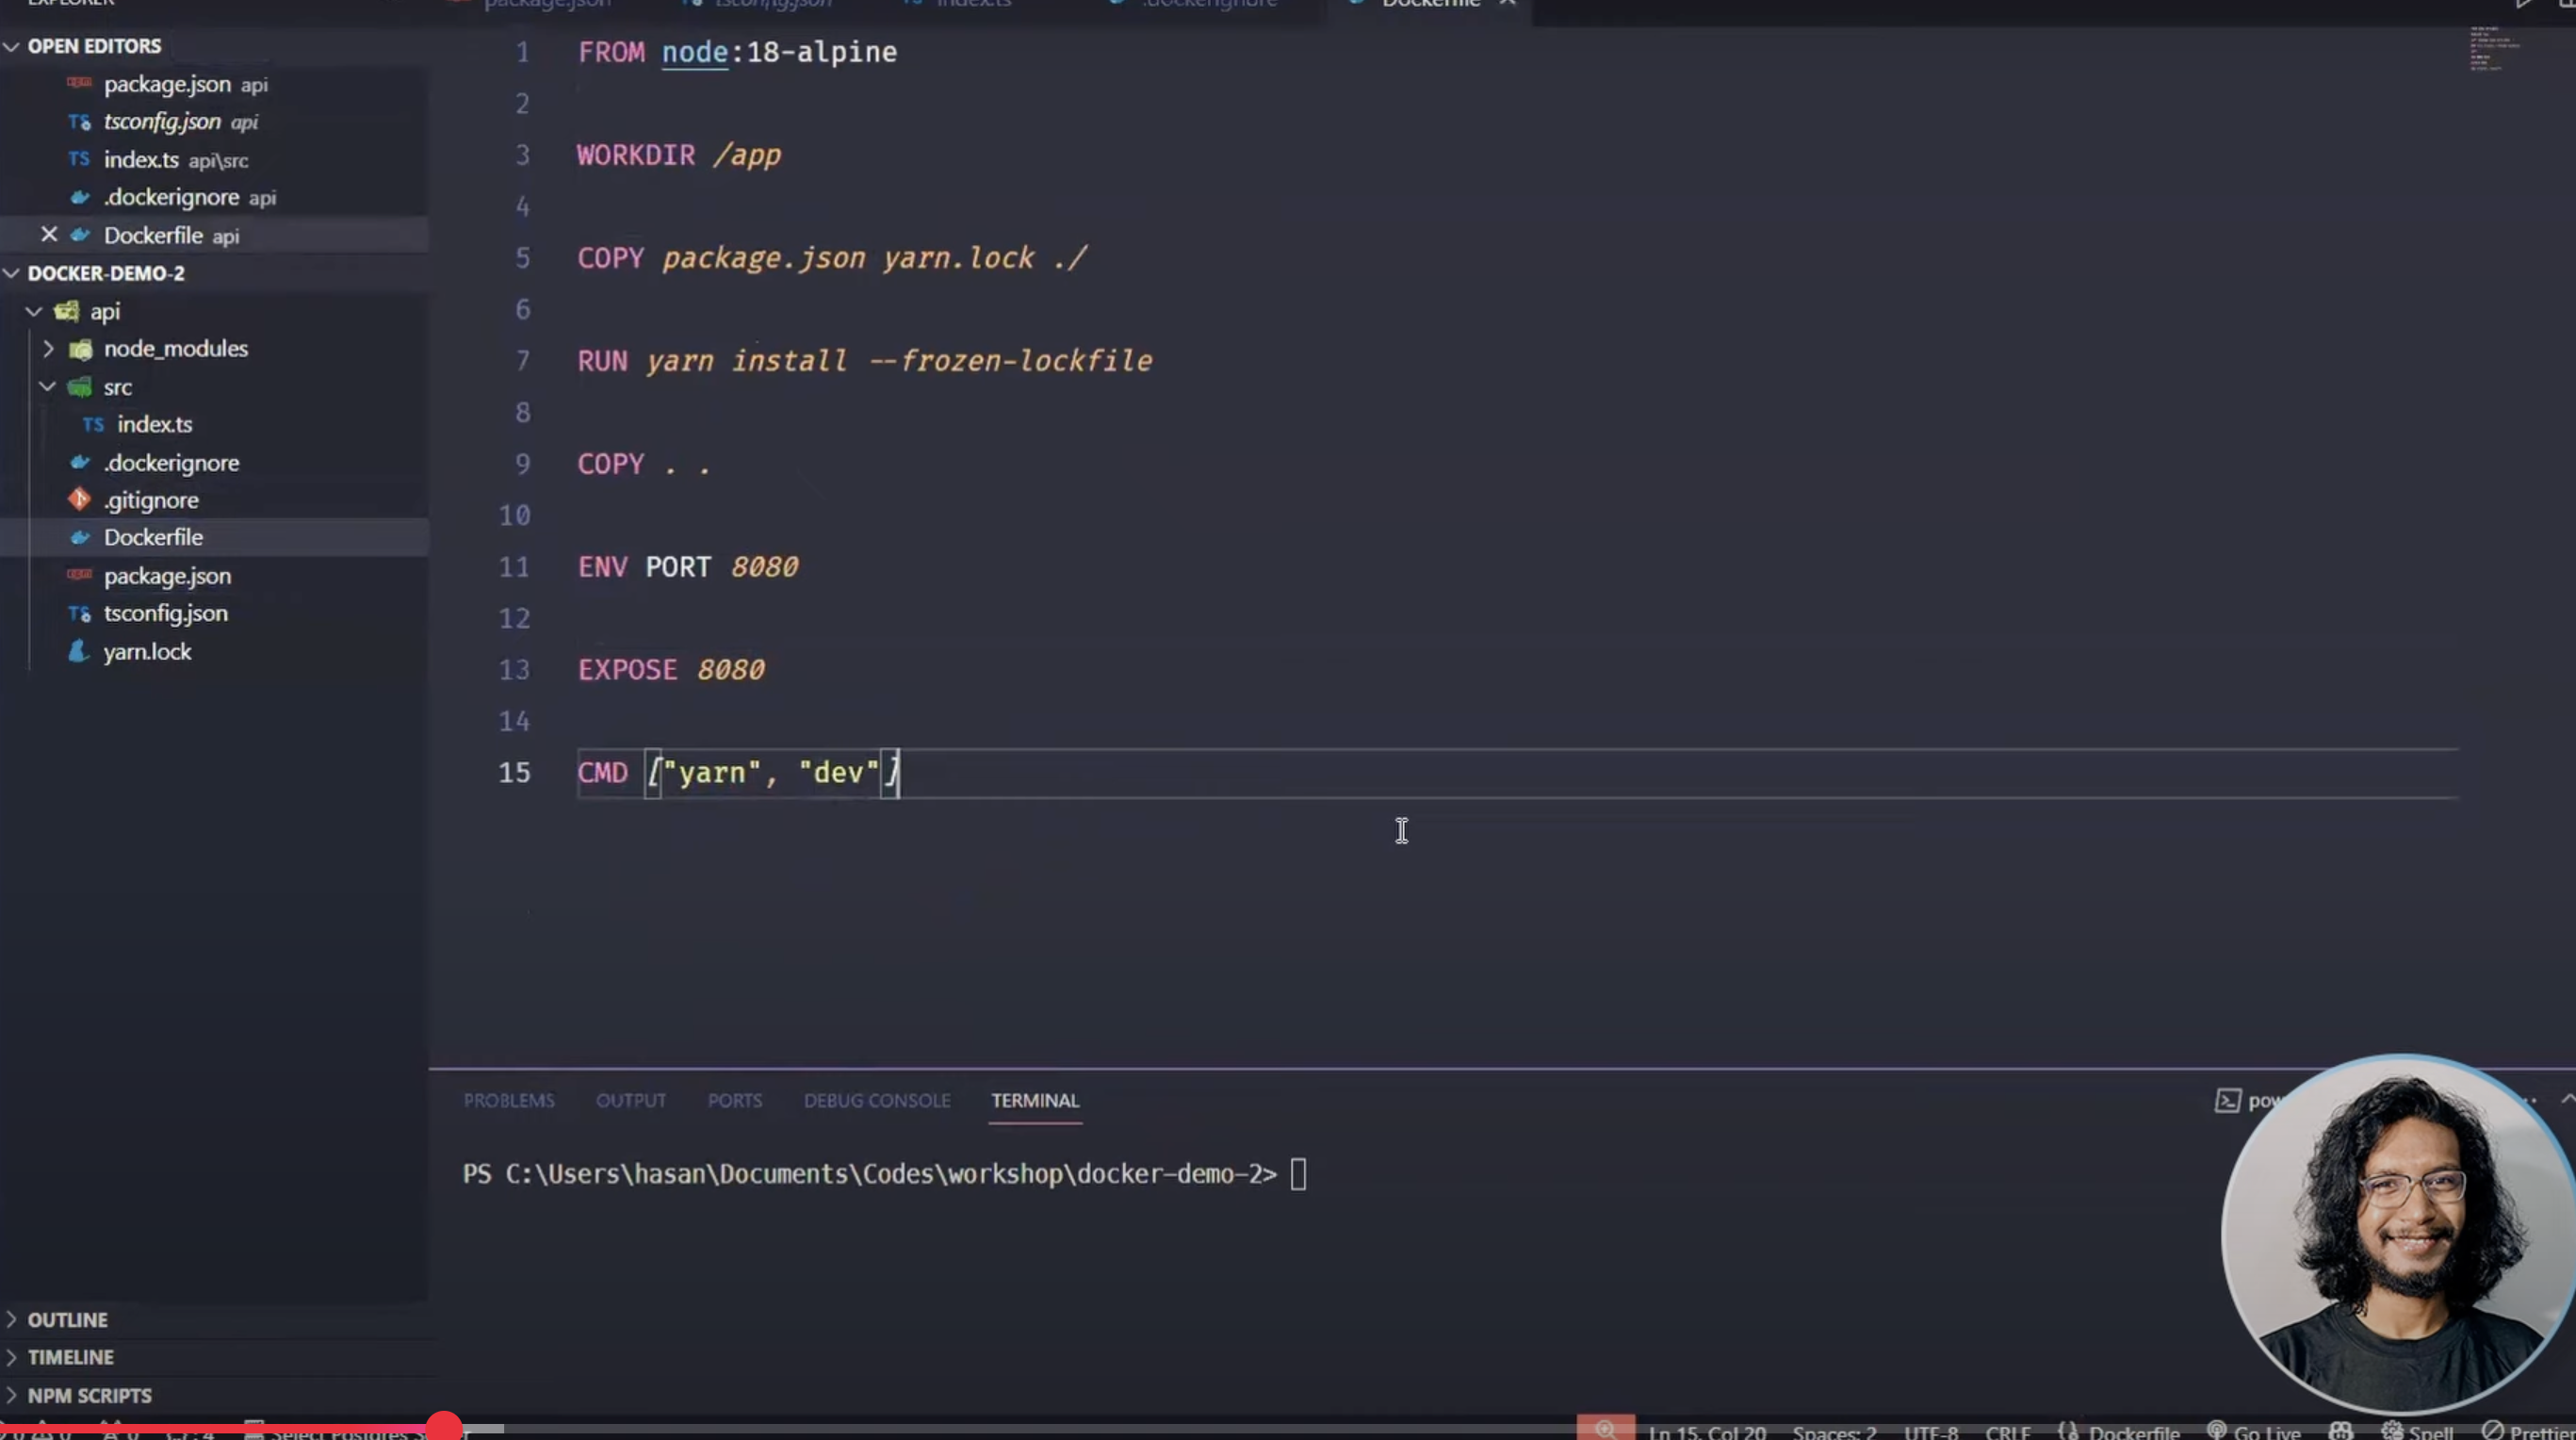 EXPLORER
package.json
tsconfig.json
index.ts
.dockerignore
Dockerfile
OPEN EDITORS
package.json api
tsconfig.json api
index.ts api\src
.dockerignore api
Dockerfile api
DOCKER-DEMO-2
api
node_modules
src
index.ts
.dockerignore
.gitignore
Dockerfile
package.json
tsconfig.json
yarn.lock
OUTLINE
TIMELINE
NPM SCRIPTS
1 FROM node:18-alpine
2
3 WORKDIR /app
4
5 COPY package.json yarn.lock ./
6
7 RUN yarn install --frozen-lockfile
8
9 COPY . .
10
11 ENV PORT 8080
12
13 EXPOSE 8080
14
15 CMD ["yarn", "dev"]
PROBLEMS OUTPUT PORTS DEBUG CONSOLE TERMINAL
PS C:\Users\hasan\Documents\Codes\workshop\docker-demo-2>
Select Postgres
Ln 15, Col 20 Spaces: 2 UTF-8 CRLF Dockerfile Go Live Spell